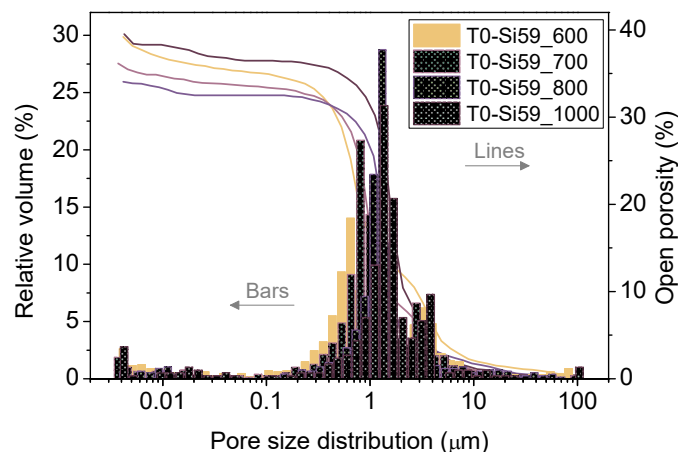 T0-Si59_600
T0-Si59_700
T0-Si59_800
T0-Si59_1000
Lines
Bars
Relative volume (%)
30
25
20
15
10
5
0
Open porosity (%)
40
30
20
10
0
0.01 0.1 1 10 100
Pore size distribution (μm)